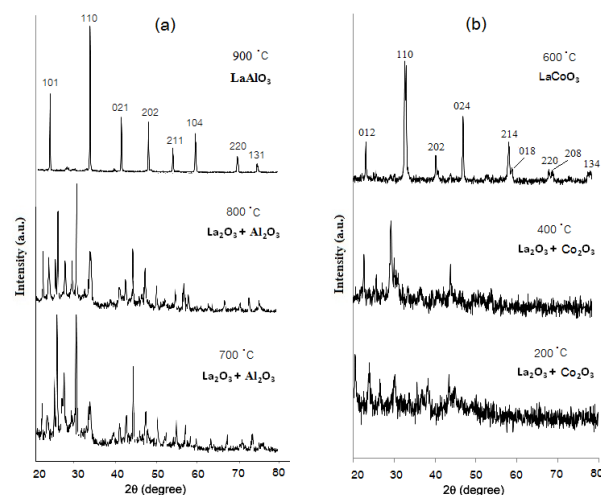 (a)
110
900 °C
LaAlO₃
101
021
202
104
211
220
131
800 °C
La₂O₃ + Al₂O₃
700 °C
La₂O₃ + Al₂O₃
Intensity (a.u.)
20 30 40 50 60 70 80
2θ (degree)
(b)
110
600 °C
LaCoO₃
024
012
214
018
202
220
208
134
400 °C
La₂O₃ + Co₂O₃
200 °C
La₂O₃ + Co₂O₃
Intensity (a.u.)
20 30 40 50 60 70 80
2θ (degree)